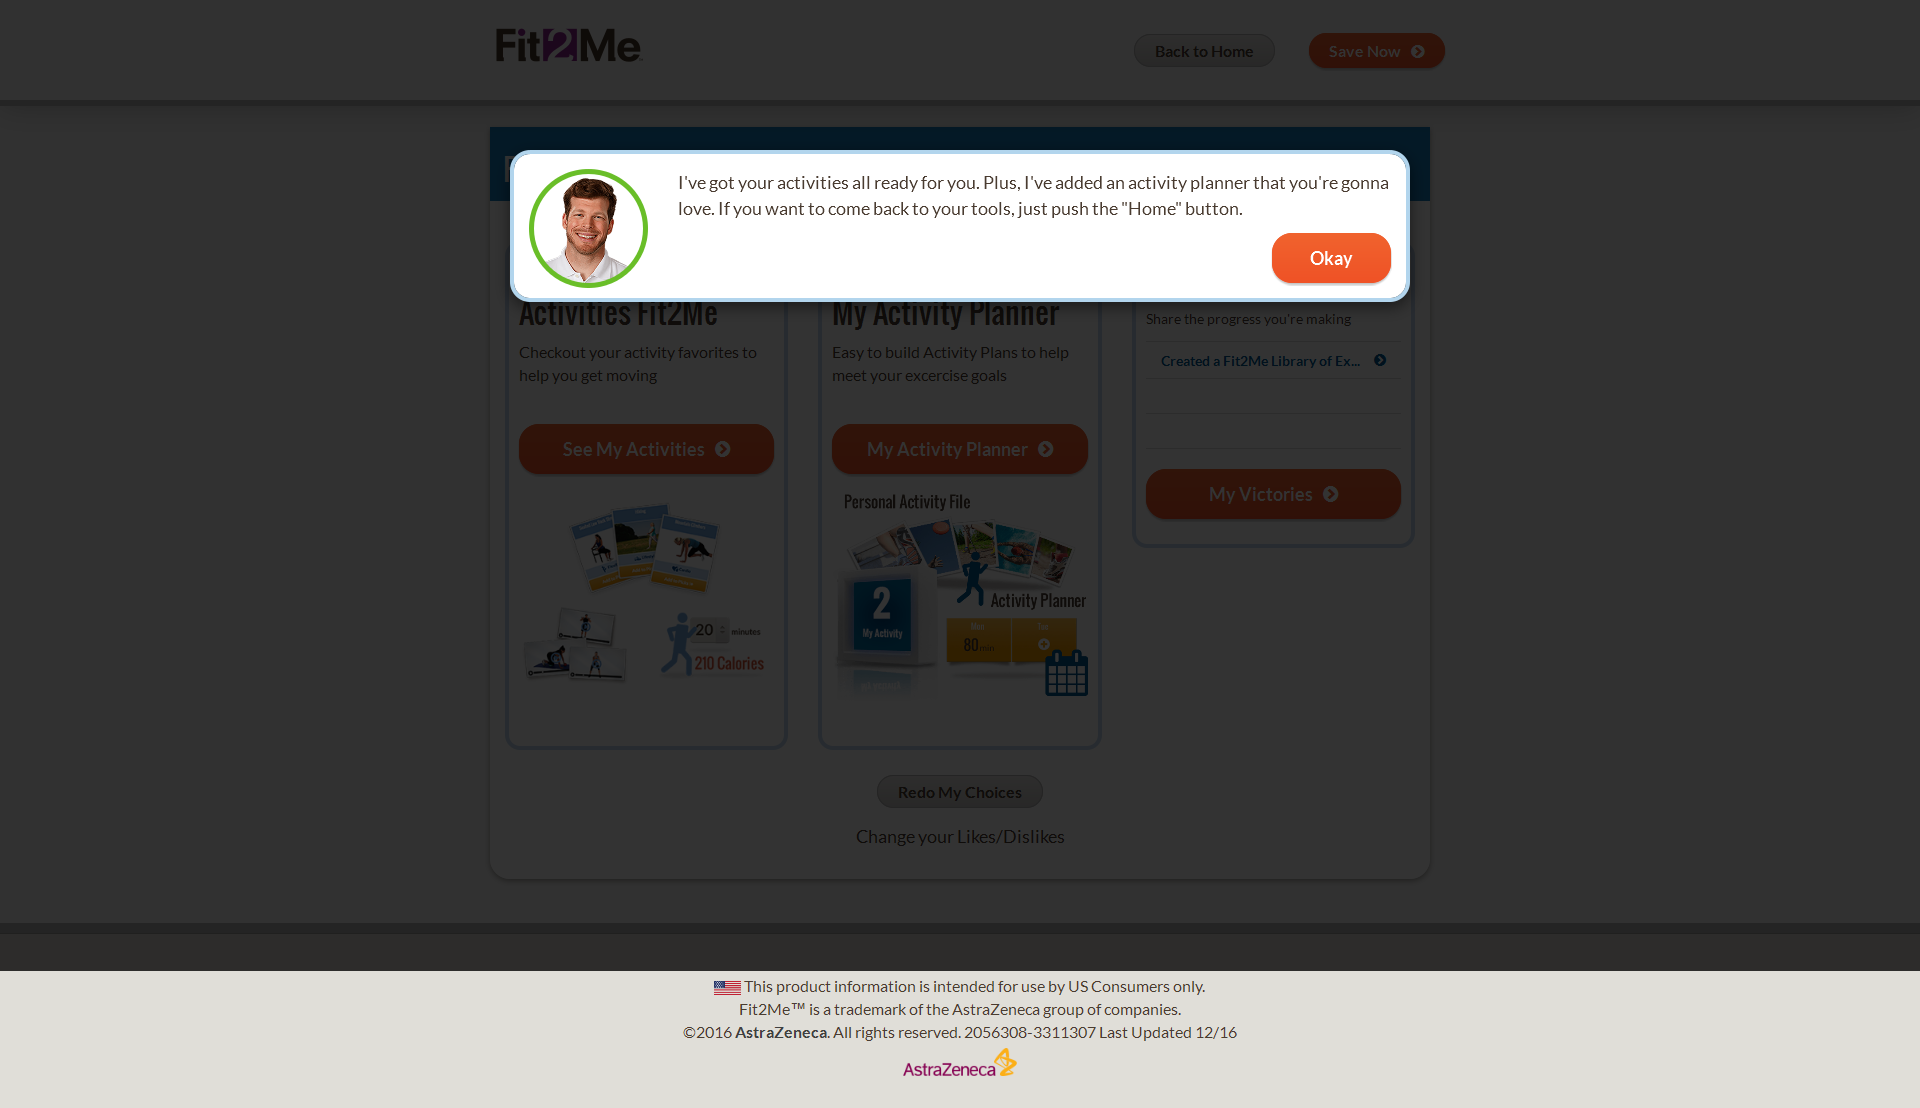 Fit2Me
Back to Home
Save Now
I've got your activities all ready for you. Plus, I've added an activity planner that you're gonna
love. If you want to come back to your tools, just push the "Home" button.
Okay
Activities Fit2Me
Checkout your activity favorites to
help you get moving
See My Activities
20 minutes
210 Calories
My Activity Planner
Easy to build Activity Plans to help
meet your excercise goals
My Activity Planner
Personal Activity File
2
My Activity
Activity Planner
Mon
Tue
80 min
Share the progress you're making
Created a Fit2Me Library of Ex...
My Victories
Redo My Choices
Change your Likes/Dislikes
This product information is intended for use by US Consumers only.
Fit2Me™ is a trademark of the AstraZeneca group of companies.
©2016 AstraZeneca. All rights reserved. 2056308-3311307 Last Updated 12/16
AstraZeneca